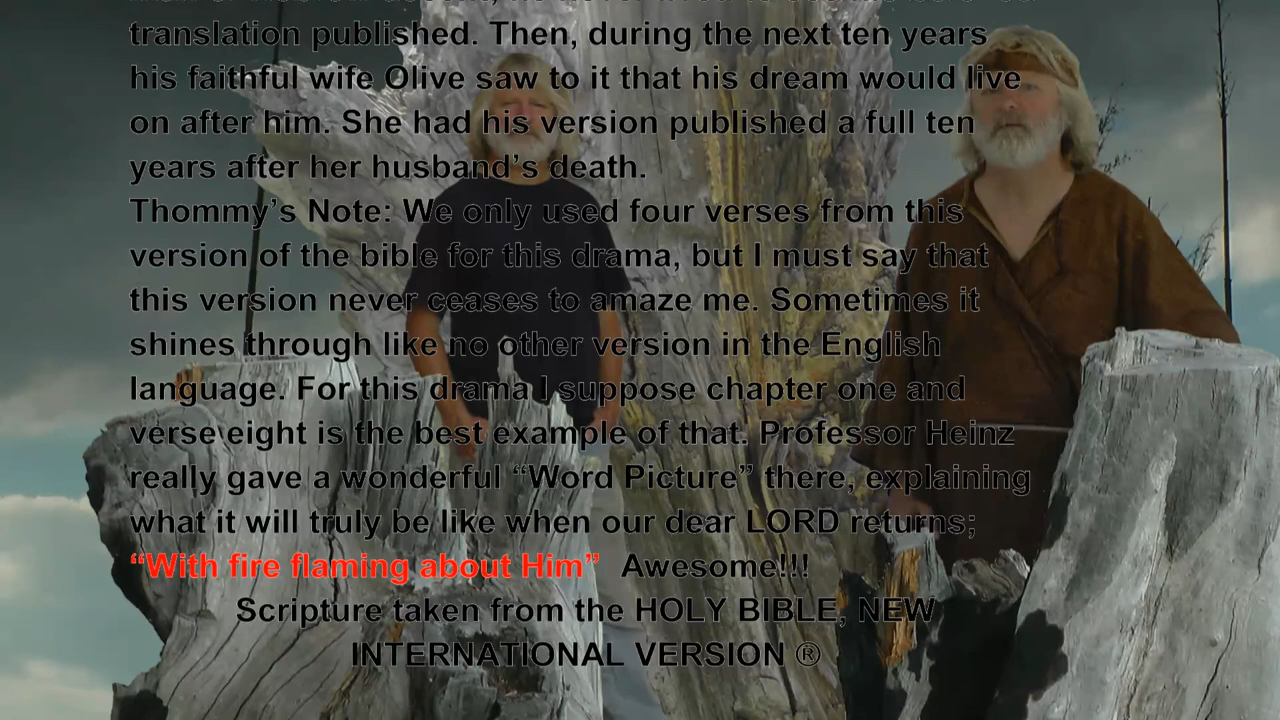 translation published. Then, during the next ten years
his faithful wife Olive saw to it that his dream would live
on after him. She had his version published a full ten
years after her husband’s death.
Thommy’s Note: We only used four verses from this
version of the bible for this drama, but I must say that
this version never ceases to amaze me. Sometimes it
shines through like no other version in the English
language. For this drama I suppose chapter one and
verse eight is the best example of that. Professor Heinz
really gave a wonderful “Word Picture” there, explaining
what it will truly be like when our dear LORD returns;
“With fire flaming about Him” Awesome!!!
Scripture taken from the HOLY BIBLE, NEW
INTERNATIONAL VERSION ®